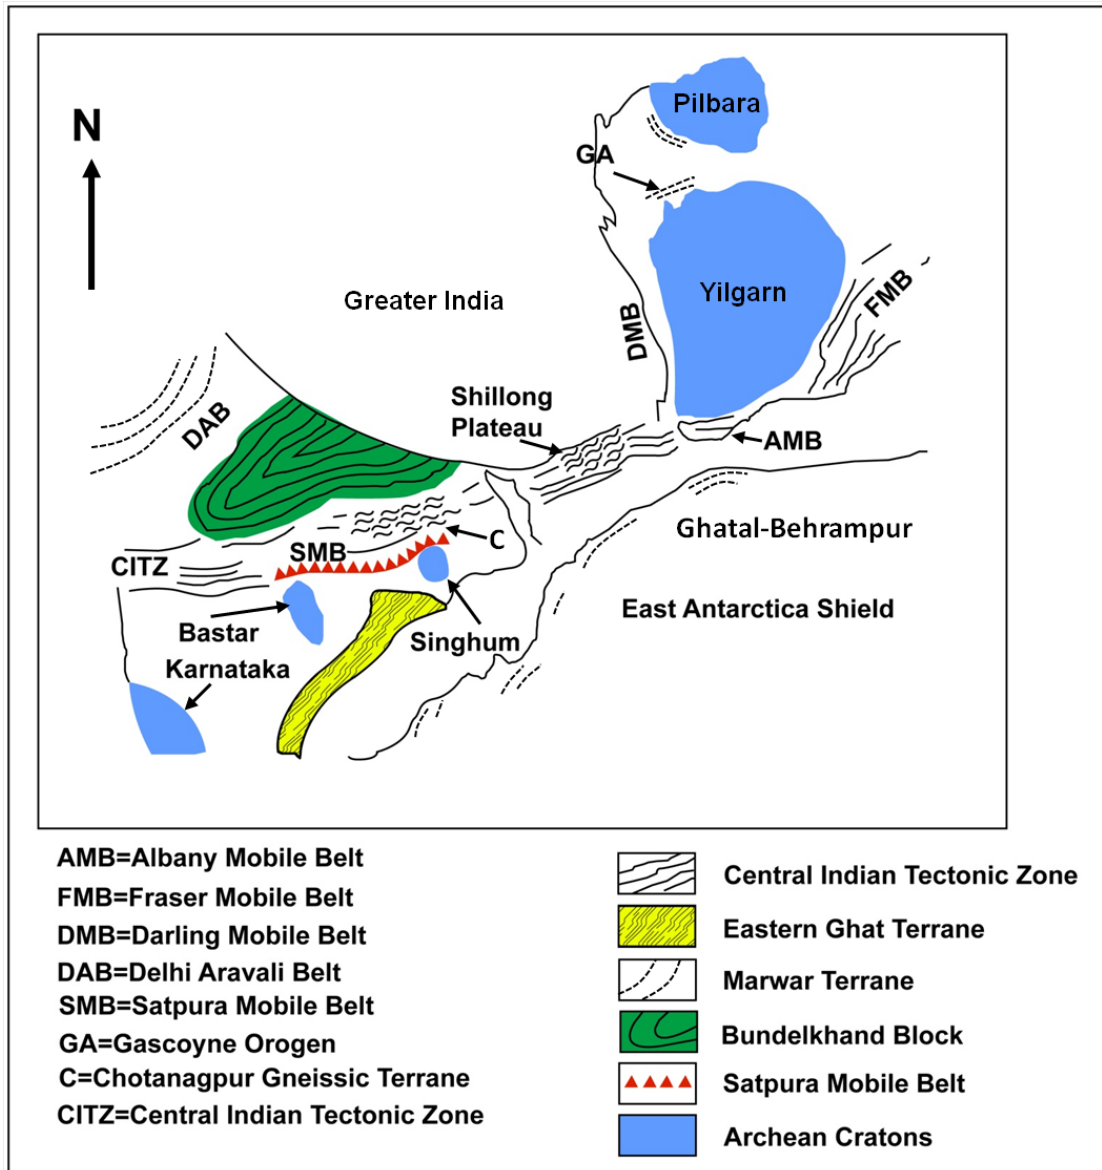 N
Pilbara
GA
Yilgarn
FMB
Greater India
DMB
Shillong
Plateau
DAB
AMB
Ghatal-Behrampur
C
SMB
CITZ
East Antarctica Shield
Bastar
Singhum
Karnataka
AMB=Albany Mobile Belt
FMB=Fraser Mobile Belt
DMB=Darling Mobile Belt
DAB=Delhi Aravali Belt
SMB=Satpura Mobile Belt
GA=Gascoyne Orogen
C=Chotanagpur Gneissic Terrane
CITZ=Central Indian Tectonic Zone
Central Indian Tectonic Zone
Eastern Ghat Terrane
Marwar Terrane
Bundelkhand Block
Satpura Mobile Belt
Archean Cratons